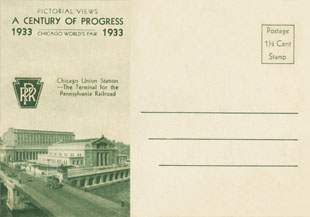 PICTORIAL VIEWS
A CENTURY OF PROGRESS
1933 CHICAGO WORLD'S FAIR 1933
PRR
Chicago Union Station
—The Terminal for the
Pennsylvania Railroad
Postage
1½ Cent
Stamp